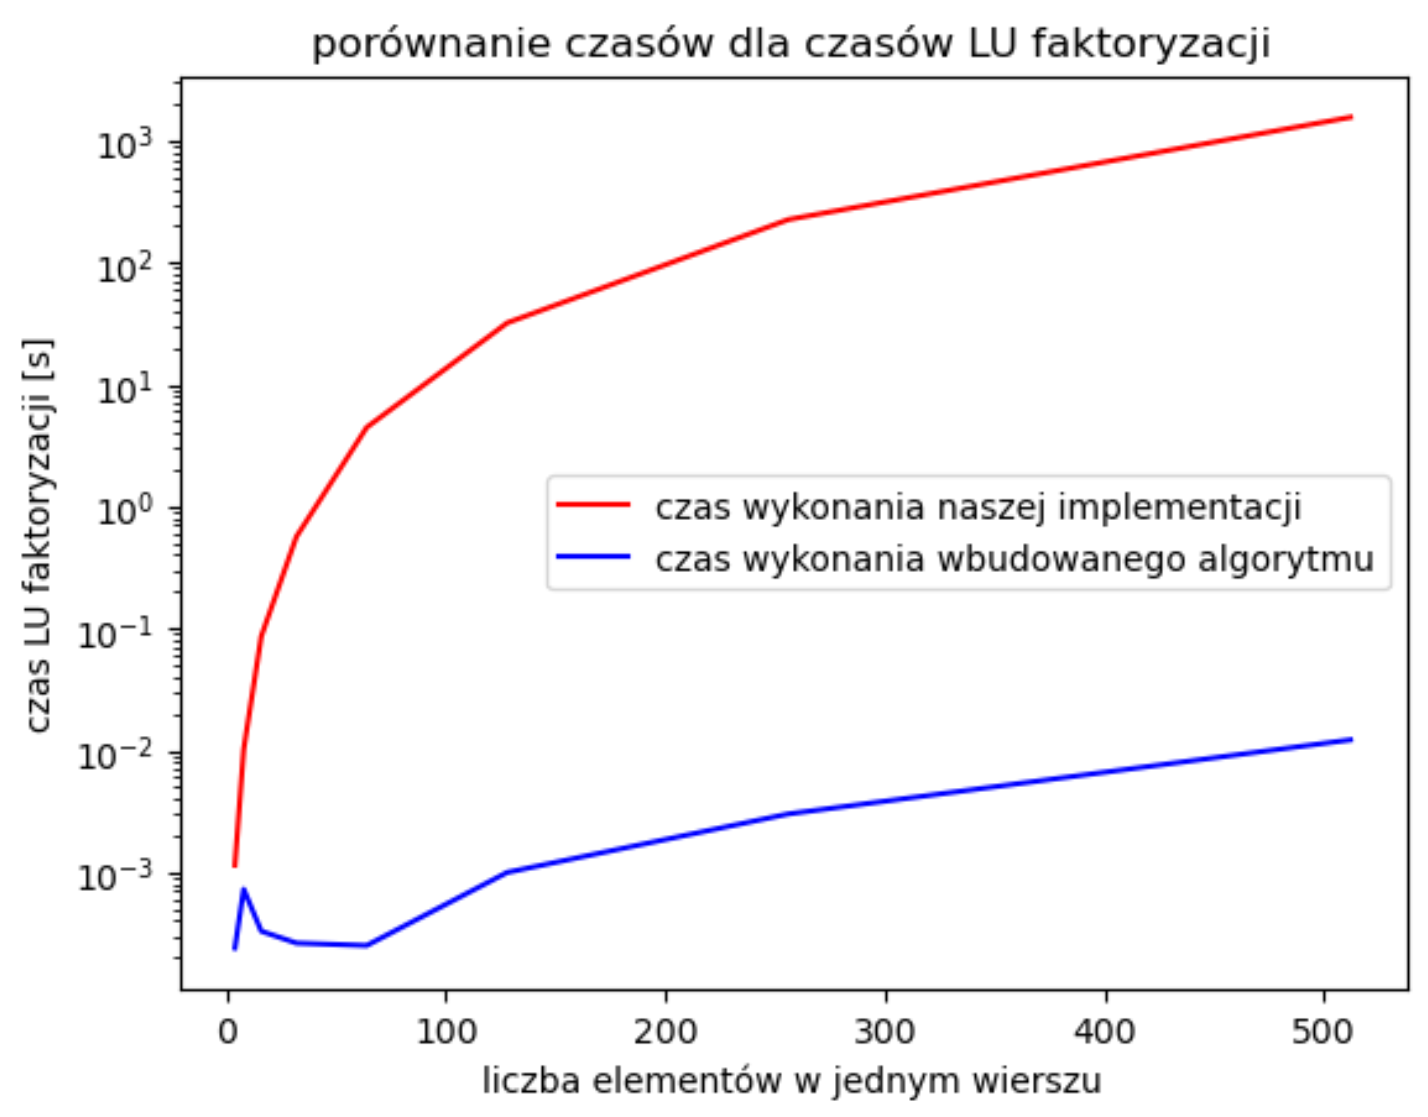 porównanie czasów dla czasów LU faktoryzacji
czas LU faktoryzacji [s]
10³
10²
10¹
10⁰
10⁻¹
10⁻²
10⁻³
czas wykonania naszej implementacji
czas wykonania wbudowanego algorytmu
0 100 200 300 400 500
liczba elementów w jednym wierszu